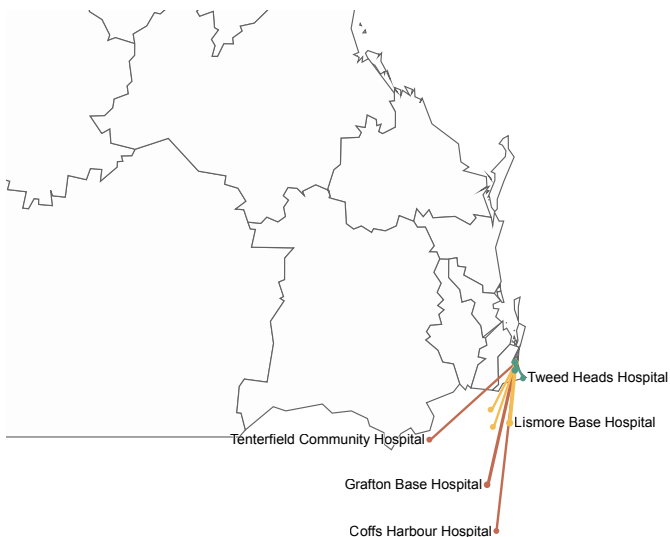 Tweed Heads Hospital
Lismore Base Hospital
Tenterfield Community Hospital
Grafton Base Hospital
Coffs Harbour Hospital